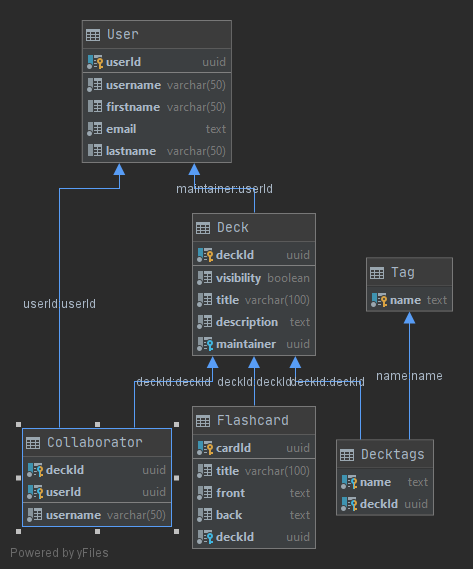 User
userId uuid
username varchar(50)
firstname varchar(50)
email text
lastname varchar(50)
maintainer:userId
Deck
deckId uuid
visibility boolean
title varchar(100)
description text
maintainer uuid
Tag
name text
userId userId
deckId:deckId deckId deckId deckId:deckId
name name
Collaborator
deckId uuid
userId uuid
username varchar(50)
Flashcard
cardId uuid
title varchar(100)
front text
back text
deckId uuid
Decktags
name text
deckId uuid
Powered by yFiles